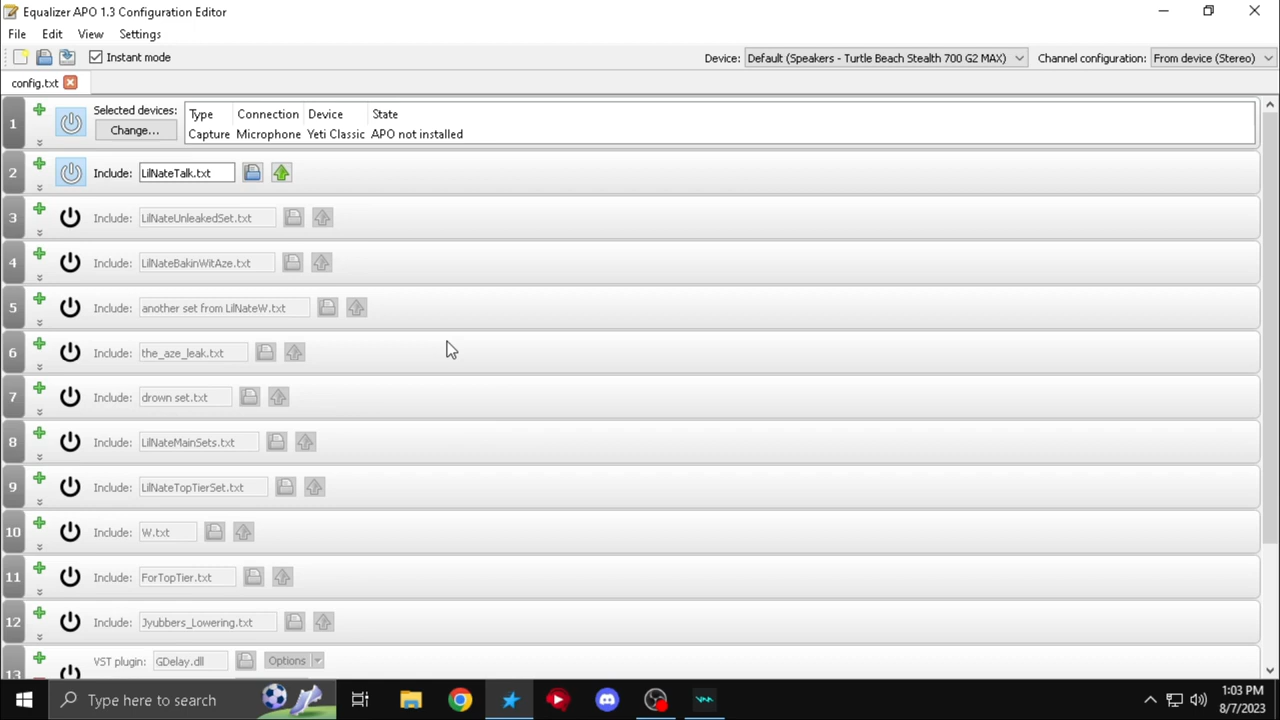 Equalizer APO 1.3 Configuration Editor
File Edit View Settings
Instant mode Device: Default (Speakers - Turtle Beach Stealth 700 G2 MAX) Channel configuration: From device (Stereo)
config.txt
1 Selected devices: Change... Type Connection Device State
Capture Microphone Yeti Classic APO not installed
2 Include: LilNateTalk.txt
3 Include: LilNateUnleakedSet.txt
4 Include: LilNateBakinWitAze.txt
5 Include: another set from LilNateW.txt
6 Include: the_aze_leak.txt
7 Include: drown set.txt
8 Include: LilNateMainSets.txt
9 Include: LilNateTopTierSet.txt
10 Include: W.txt
11 Include: ForTopTier.txt
12 Include: Jyubbers_Lowering.txt
13 VST plugin: GDelay.dll Options
Type here to search
1:03 PM
8/7/2023